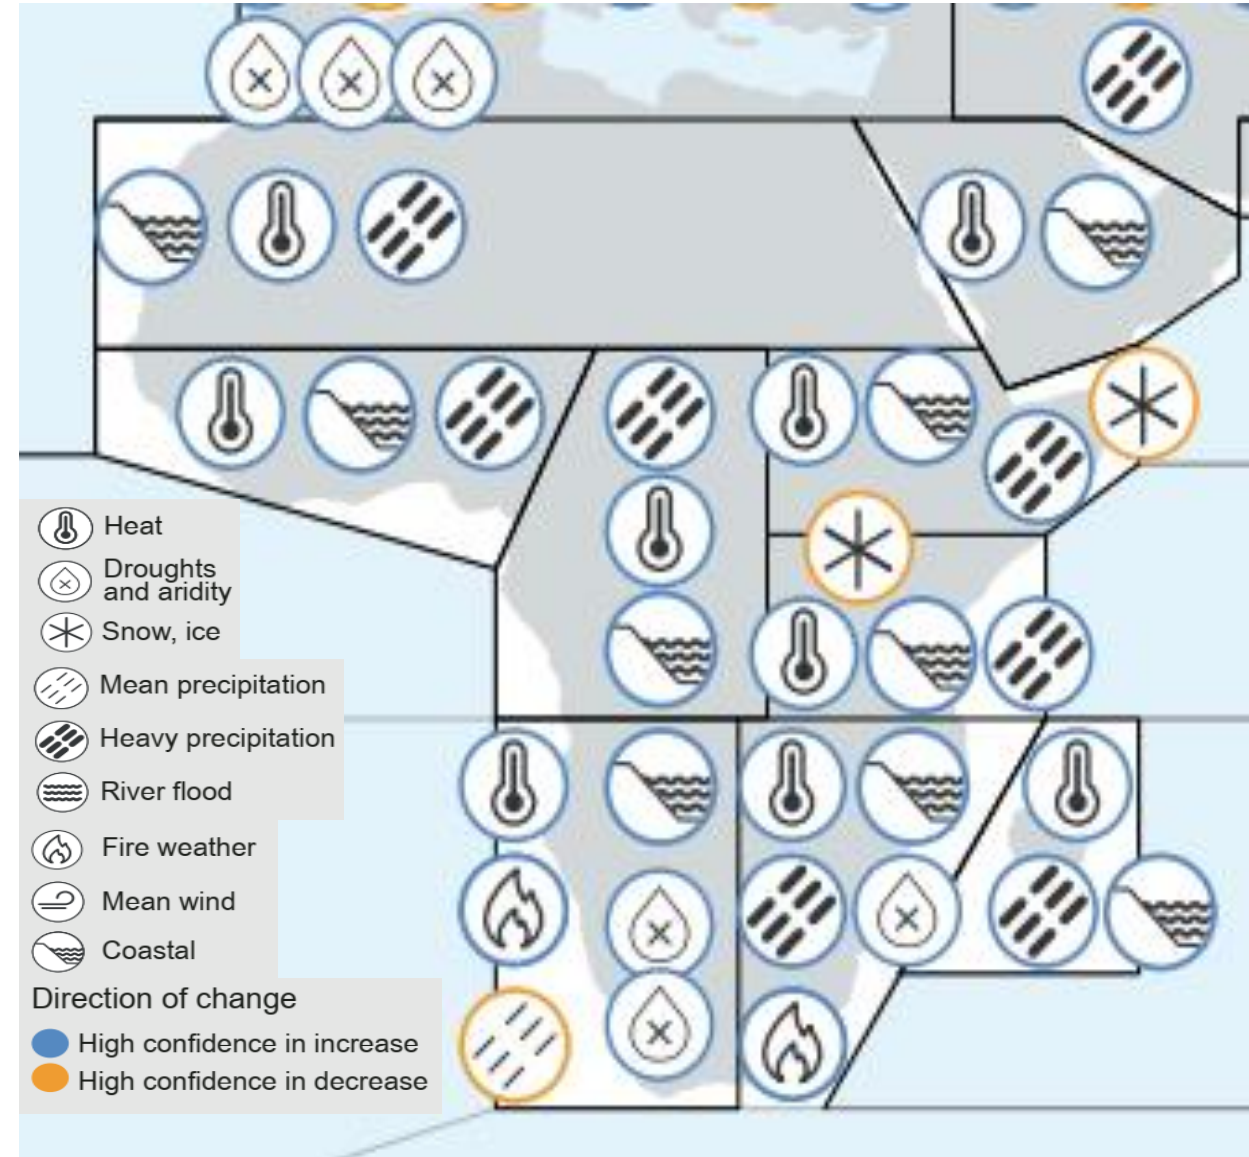 Heat
Droughts
and aridity
Snow, ice
Mean precipitation
Heavy precipitation
River flood
Fire weather
Mean wind
Coastal
Direction of change
High confidence in increase
High confidence in decrease